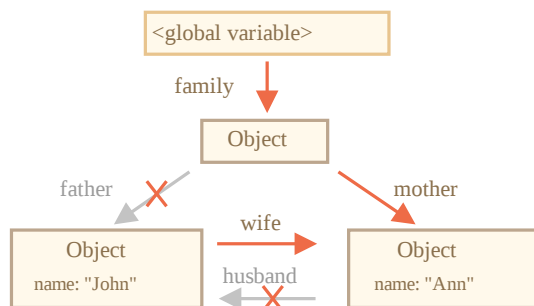 <global variable>
family
Object
father
mother
wife
Object
Object
husband
name: "John"
name: "Ann"